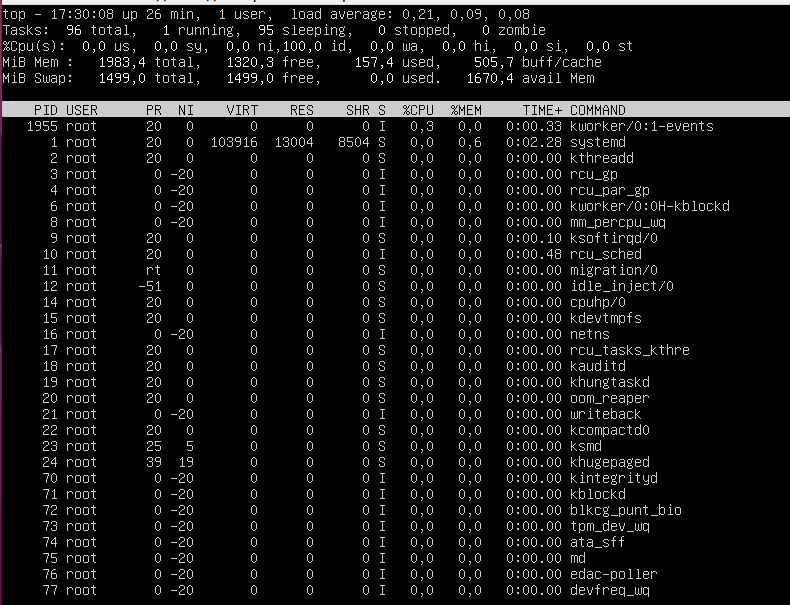 top - 17:30:08 up 26 min,  1 user,  load average: 0,21, 0,09, 0,08
Tasks:  96 total,   1 running,  95 sleeping,   0 stopped,   0 zombie
%Cpu(s):  0,0 us,  0,0 sy,  0,0 ni,100,0 id,  0,0 wa,  0,0 hi,  0,0 si,  0,0 st
MiB Mem :   1983,4 total,   1320,3 free,    157,4 used,    505,7 buff/cache
MiB Swap:   1499,0 total,   1499,0 free,      0,0 used.   1670,4 avail Mem
PID USER      PR  NI    VIRT    RES    SHR S  %CPU  %MEM     TIME+ COMMAND
1955 root      20   0       0      0      0 I   0,3   0,0   0:00.33 kworker/0:1-events
1 root      20   0  103916  13004   8504 S   0,0   0,6   0:02.28 systemd
2 root      20   0       0      0      0 S   0,0   0,0   0:00.00 kthreadd
3 root       0 -20       0      0      0 I   0,0   0,0   0:00.00 rcu_gp
4 root       0 -20       0      0      0 I   0,0   0,0   0:00.00 rcu_par_gp
6 root       0 -20       0      0      0 I   0,0   0,0   0:00.00 kworker/0:0H-kblockd
8 root       0 -20       0      0      0 I   0,0   0,0   0:00.00 mm_percpu_wq
9 root      20   0       0      0      0 S   0,0   0,0   0:00.10 ksoftirqd/0
10 root      20   0       0      0      0 I   0,0   0,0   0:00.48 rcu_sched
11 root      rt   0       0      0      0 S   0,0   0,0   0:00.00 migration/0
12 root     -51   0       0      0      0 S   0,0   0,0   0:00.00 idle_inject/0
14 root      20   0       0      0      0 S   0,0   0,0   0:00.00 cpuhp/0
15 root      20   0       0      0      0 S   0,0   0,0   0:00.00 kdevtmpfs
16 root       0 -20       0      0      0 I   0,0   0,0   0:00.00 netns
17 root      20   0       0      0      0 S   0,0   0,0   0:00.00 rcu_tasks_kthre
18 root      20   0       0      0      0 S   0,0   0,0   0:00.00 kauditd
19 root      20   0       0      0      0 S   0,0   0,0   0:00.00 khungtaskd
20 root      20   0       0      0      0 S   0,0   0,0   0:00.00 oom_reaper
21 root       0 -20       0      0      0 I   0,0   0,0   0:00.00 writeback
22 root      20   0       0      0      0 S   0,0   0,0   0:00.00 kcompactd0
23 root      25   5       0      0      0 S   0,0   0,0   0:00.00 ksmd
24 root      39  19       0      0      0 S   0,0   0,0   0:00.00 khugepaged
70 root       0 -20       0      0      0 I   0,0   0,0   0:00.00 kintegrityd
71 root       0 -20       0      0      0 I   0,0   0,0   0:00.00 kblockd
72 root       0 -20       0      0      0 I   0,0   0,0   0:00.00 blkcg_punt_bio
73 root       0 -20       0      0      0 I   0,0   0,0   0:00.00 tpm_dev_wq
74 root       0 -20       0      0      0 I   0,0   0,0   0:00.00 ata_sff
75 root       0 -20       0      0      0 I   0,0   0,0   0:00.00 md
76 root       0 -20       0      0      0 I   0,0   0,0   0:00.00 edac-poller
77 root       0 -20       0      0      0 I   0,0   0,0   0:00.00 devfreq_wq